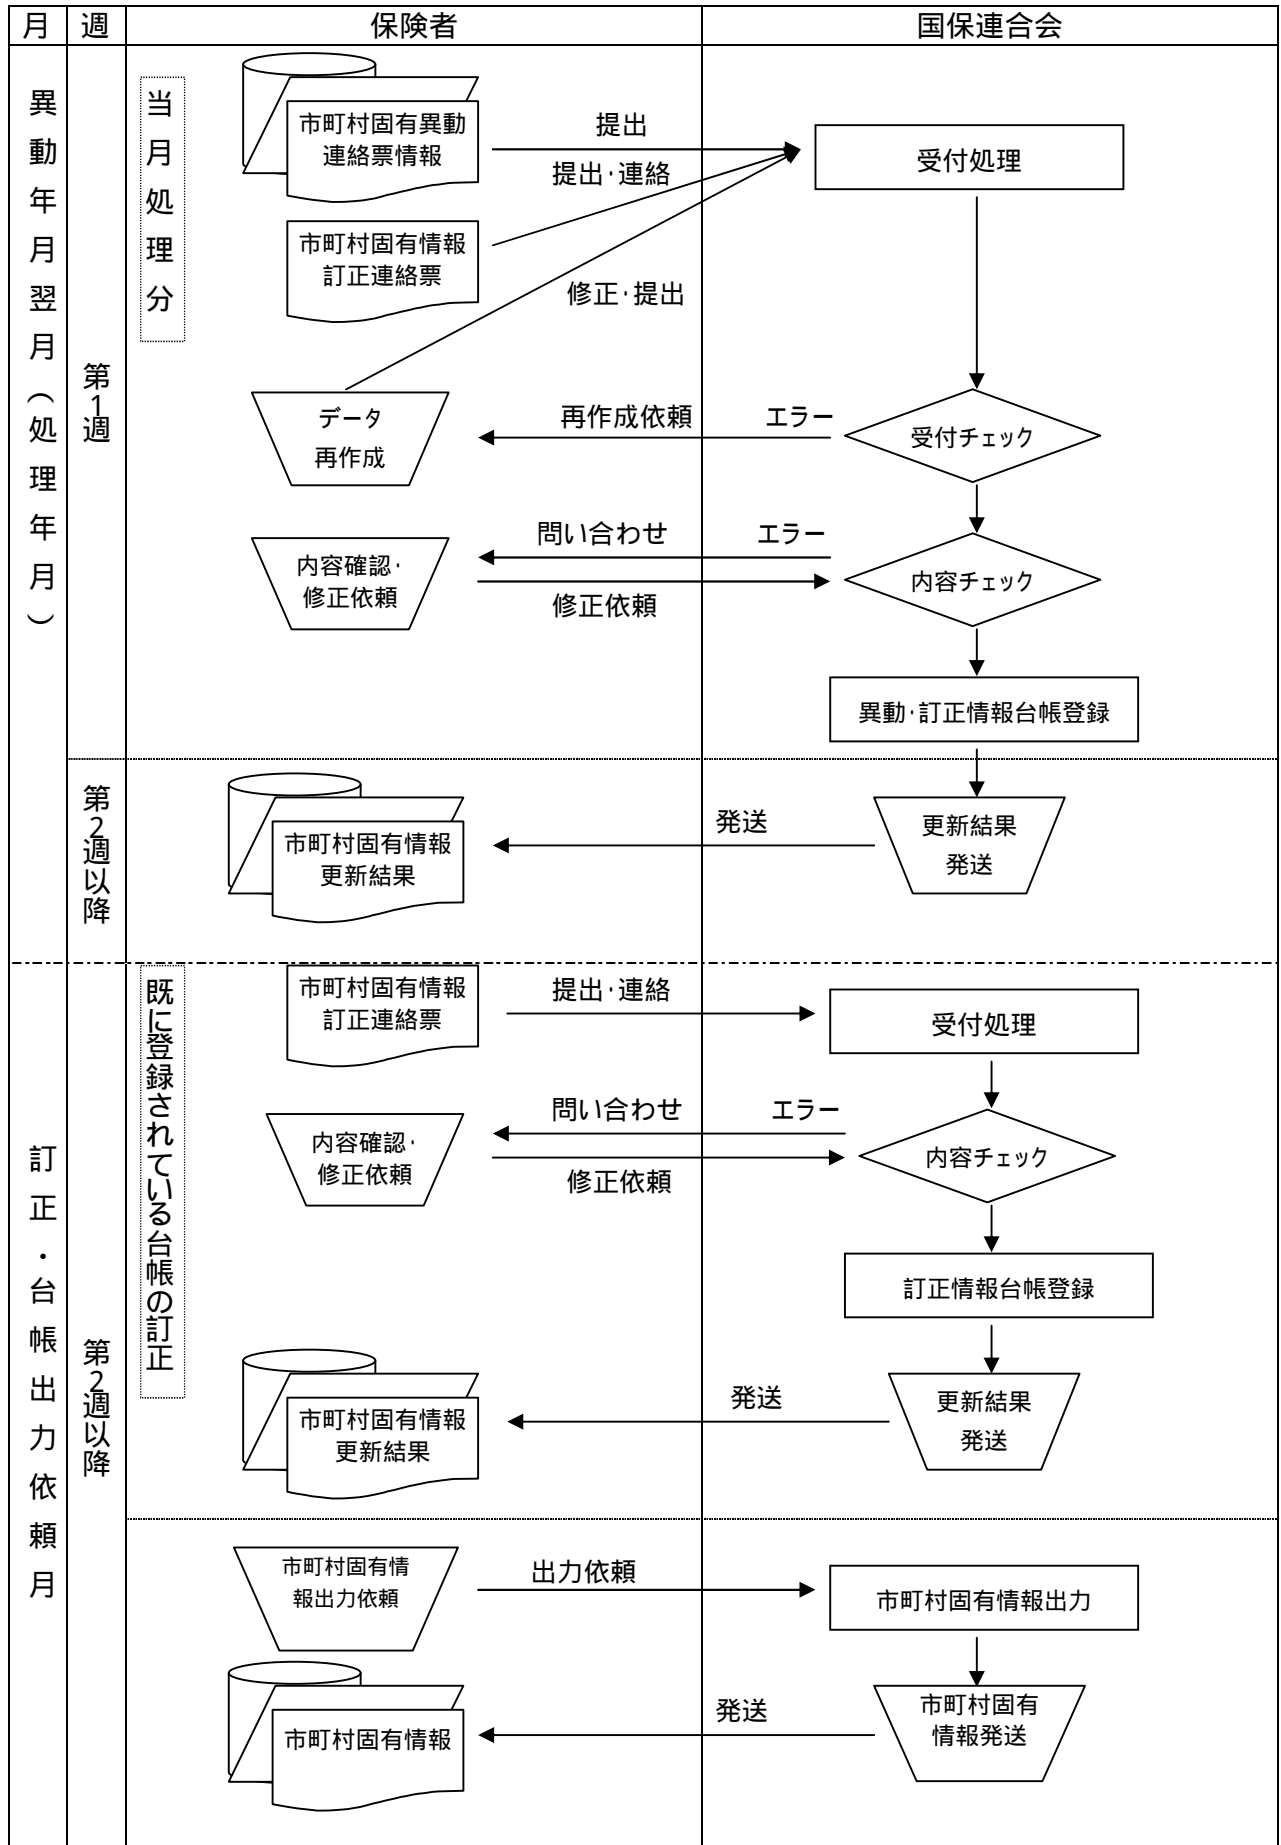 月
週
保険者
国保連合会
異動年月翌月（処理年月）
第1週
当月処理分
市町村固有異動
連絡票情報
提出
提出･連絡
受付処理
市町村固有情報
訂正連絡票
修正･提出
データ
再作成
再作成依頼
エラー
受付チェック
問い合わせ
エラー
内容確認･
修正依頼
修正依頼
内容チェック
異動･訂正情報台帳登録
第2週以降
市町村固有情報
更新結果
発送
更新結果
発送
訂正・台帳出力依頼月
第2週以降
既に登録されている台帳の訂正
市町村固有情報
訂正連絡票
提出･連絡
受付処理
問い合わせ
エラー
内容確認･
修正依頼
修正依頼
内容チェック
訂正情報台帳登録
市町村固有情報
更新結果
発送
更新結果
発送
市町村固有情
報出力依頼
出力依頼
市町村固有情報出力
市町村固有情報
発送
市町村固有
情報発送